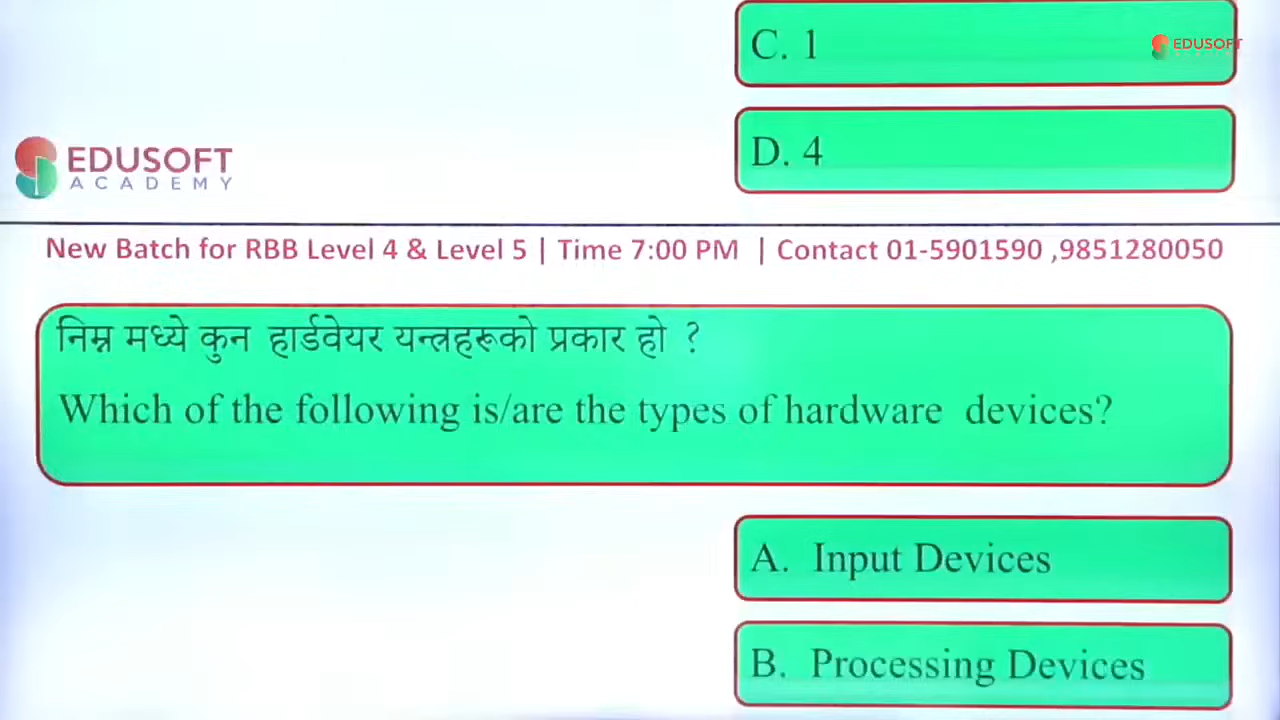 C. 1
EDUSOFT
D. 4
EDUSOFT
ACADEMY
New Batch for RBB Level 4 & Level 5 | Time 7:00 PM | Contact 01-5901590 ,9851280050
निम्न मध्ये कुन हार्डवेयर यन्त्रहरूको प्रकार हो ?
Which of the following is/are the types of hardware devices?
A. Input Devices
B. Processing Devices